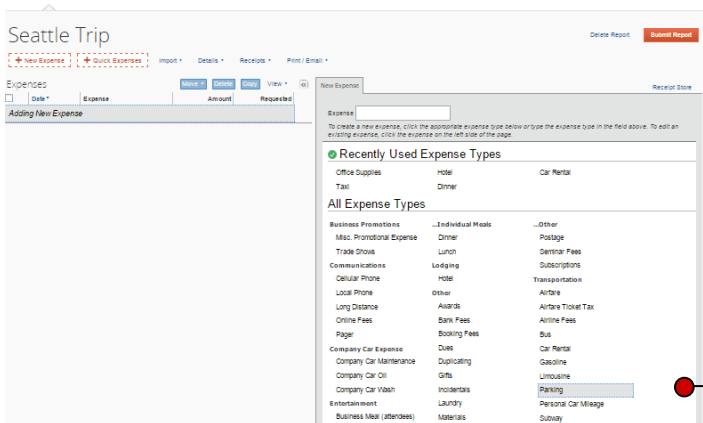 Seattle Trip
Delete Report Submit Report
+ New Expense + Quick Expenses Import Details Receipts Print / Email
Expenses Move Delete Copy View
Date Expense Amount Requested
Adding New Expense
New Expense Receipt Store
Expense
To create a new expense, click the appropriate expense type below or type the expense type in the field above. To edit an
existing expense, click the expense on the left side of the page.
Recently Used Expense Types
Office Supplies Hotel Car Rental
Taxi Dinner
All Expense Types
Business Promotions ...Individual Meals ...Other
Misc. Promotional Expense Dinner Postage
Trade Shows Lunch Seminar Fees
Communications Lodging Subscriptions
Cellular Phone Hotel Transportation
Local Phone Other Airfare
Long Distance Awards Airfare Ticket Tax
Online Fees Bank Fees Airline Fees
Pager Booking Fees Bus
Company Car Expense Dues Car Rental
Company Car Maintenance Duplicating Gasoline
Company Car Oil Gifts Limousine
Company Car Wash Incidentals Parking
Entertainment Laundry Personal Car Mileage
Business Meal (attendees) Materials Subway